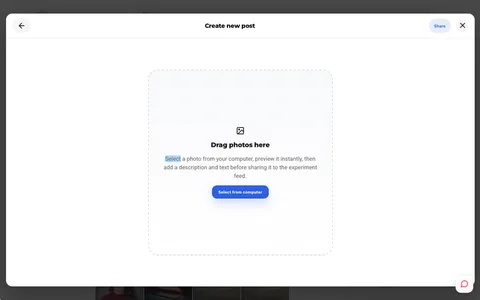 Create new post
Share
Drag photos here
Select a photo from your computer, preview it instantly, then
add a description and text before sharing it to the experiment
feed.
Select from computer